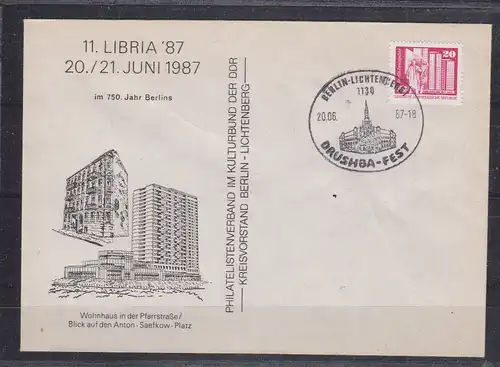 11. LIBRIA '87
20./21. JUNI 1987
im 750. Jahr Berlins
Wohnhaus in der Pfarrstraße/
Blick auf den Anton-Saefkow-Platz
PHILATELISTENVERBAND IM KULTURBUND DER DDR
KREISVORSTAND BERLIN-LICHTENBERG
BERLIN-LICHTENBERG 1
1130
20.06. 87-18
DRUSHBA-FEST
20